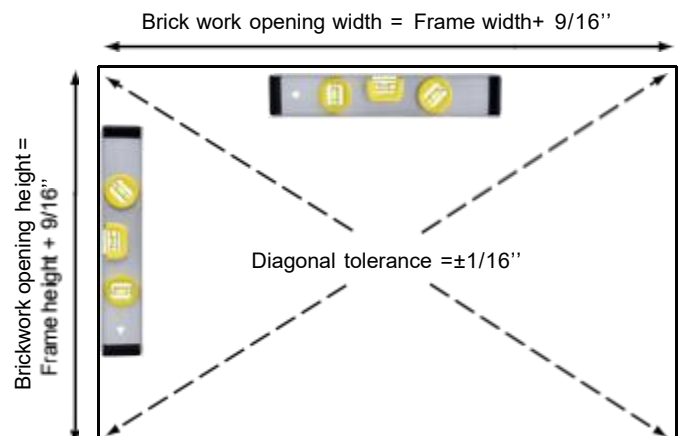 Brick work opening width = Frame width+ 9/16’’
Brickwork opening height =
Frame height + 9/16’’
Diagonal tolerance =±1/16’’